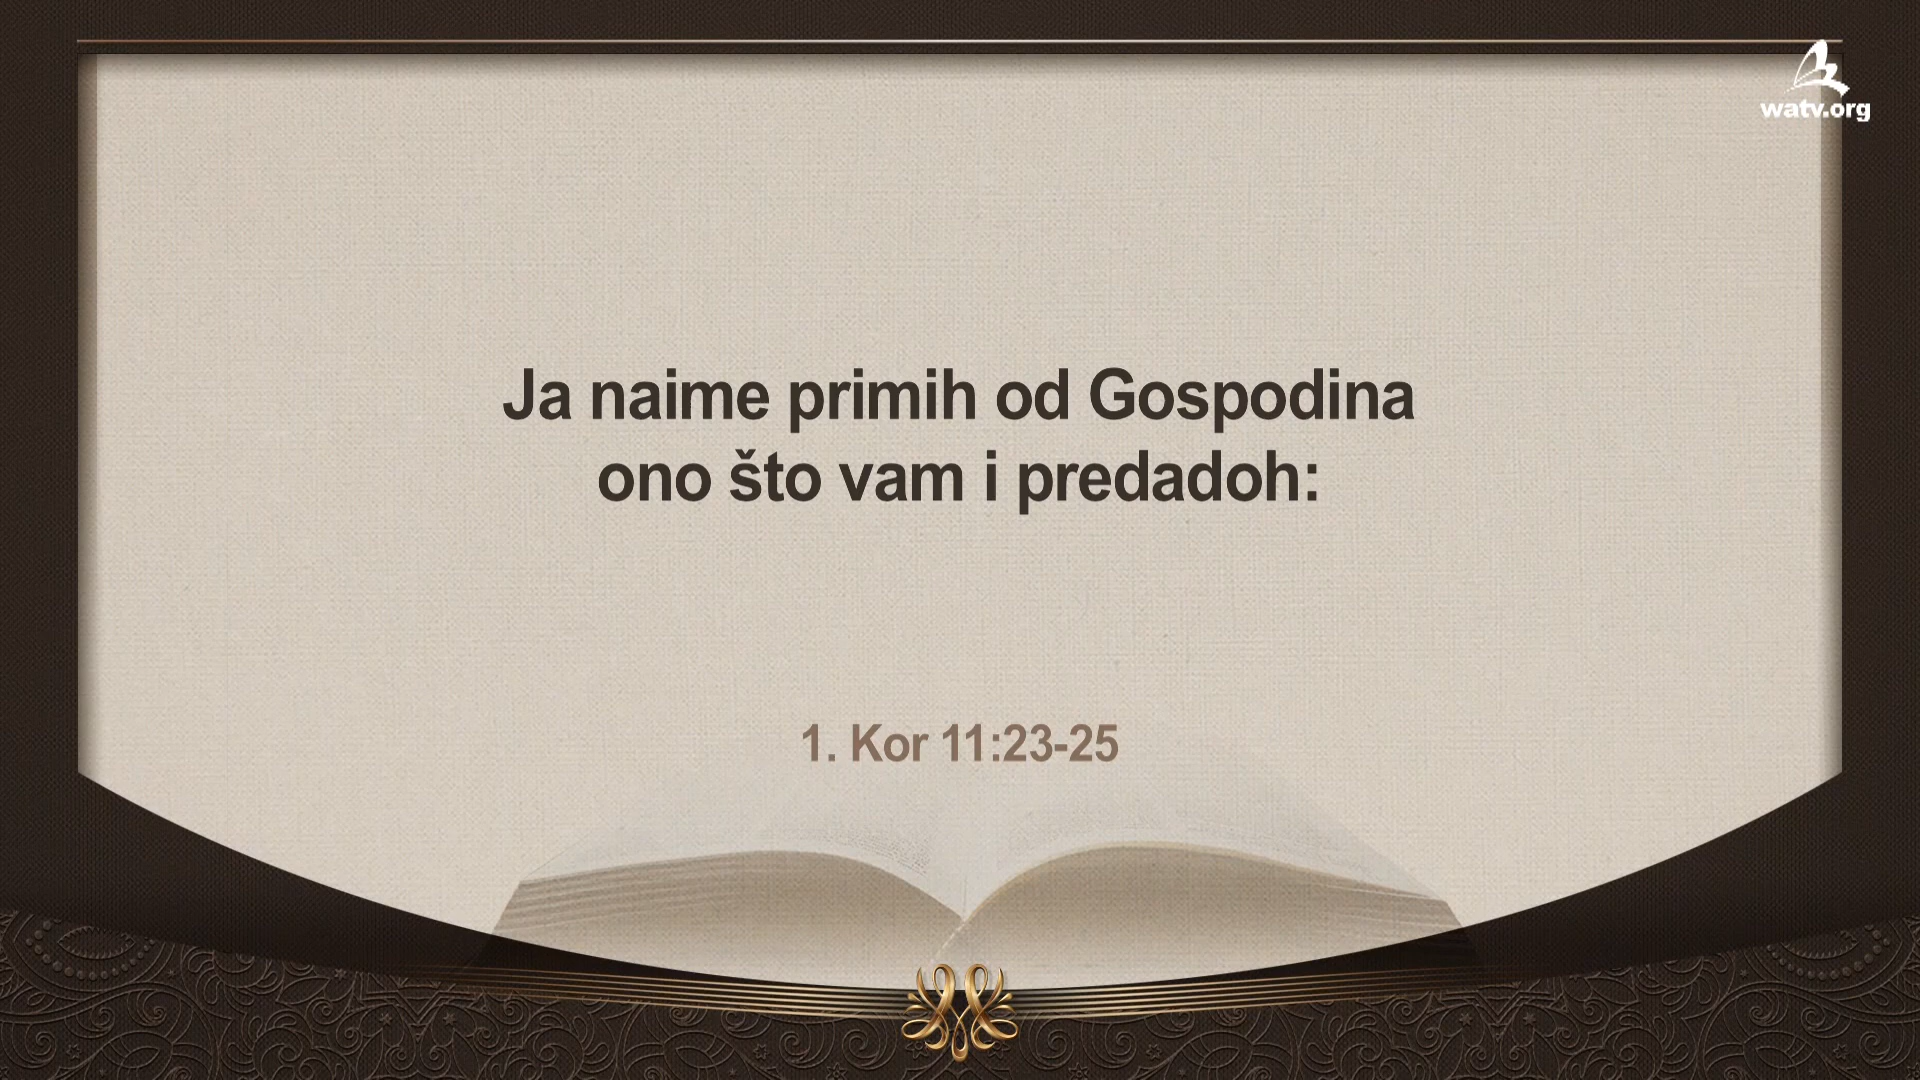 watv.org
Ja naime primih od Gospodina
ono što vam i predadoh:
1. Kor 11:23-25